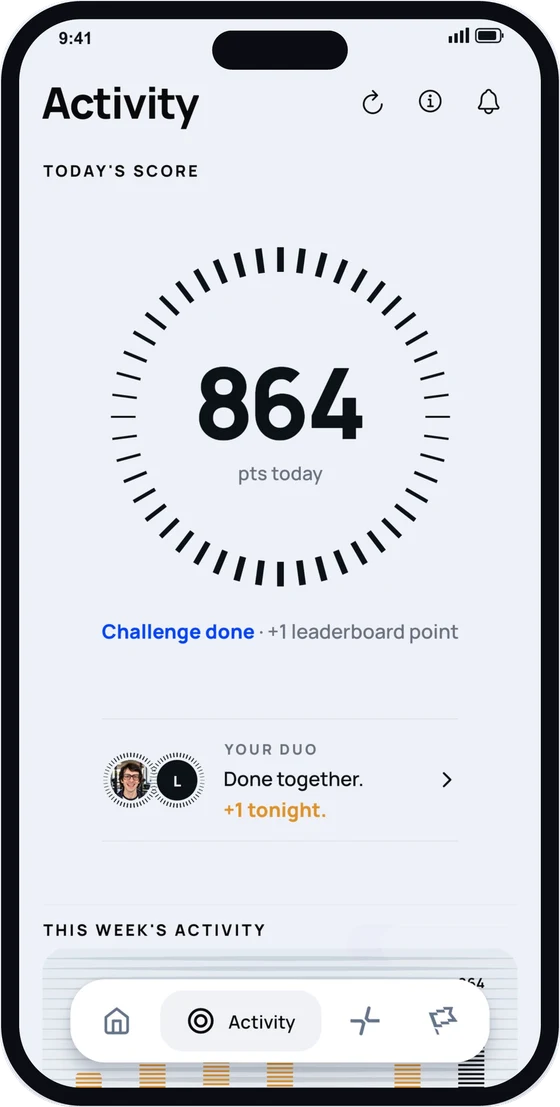 9:41
Activity
TODAY'S SCORE
864
pts today
Challenge done · +1 leaderboard point
YOUR DUO
L
Done together.
+1 tonight.
THIS WEEK'S ACTIVITY
864
Activity